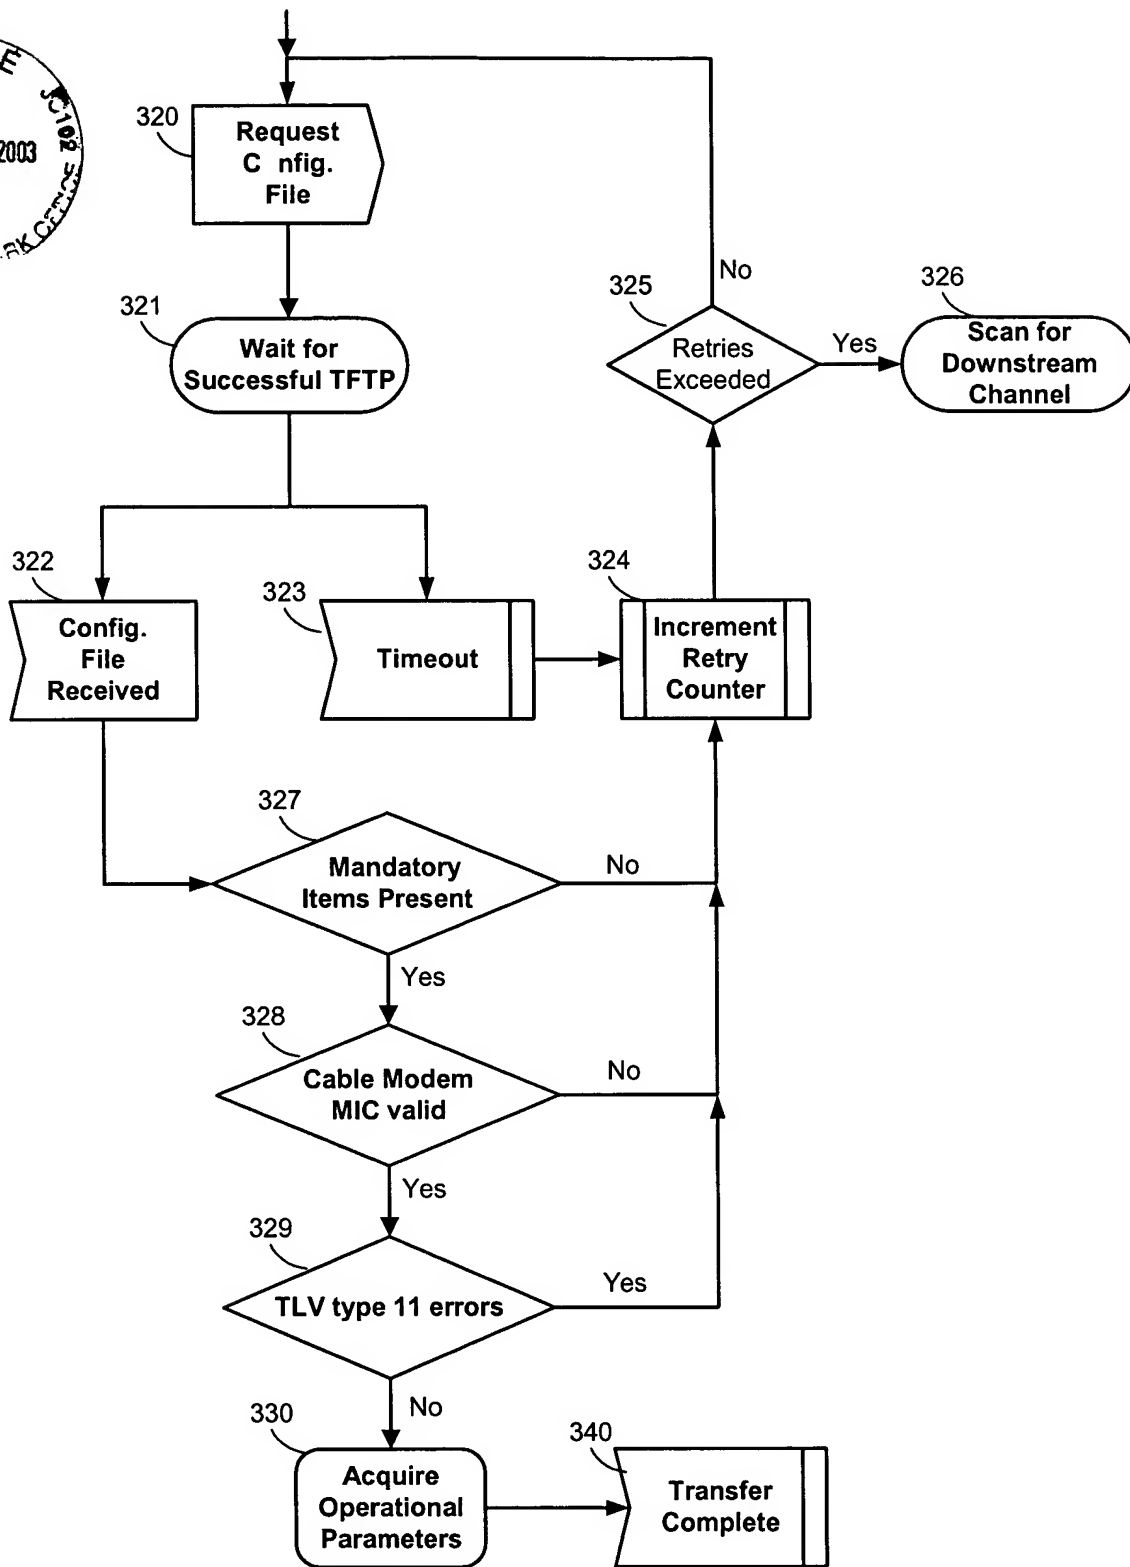 E
JC102
2003
320
Request
C nfig.
File
321
Wait for
Successful TFTP
No
325
Retries
Exceeded
Yes
326
Scan for
Downstream
Channel
322
Config.
File
Received
323
Timeout
324
Increment
Retry
Counter
327
Mandatory
Items Present
No
Yes
328
Cable Modem
MIC valid
No
Yes
329
TLV type 11 errors
Yes
No
330
Acquire
Operational
Parameters
340
Transfer
Complete